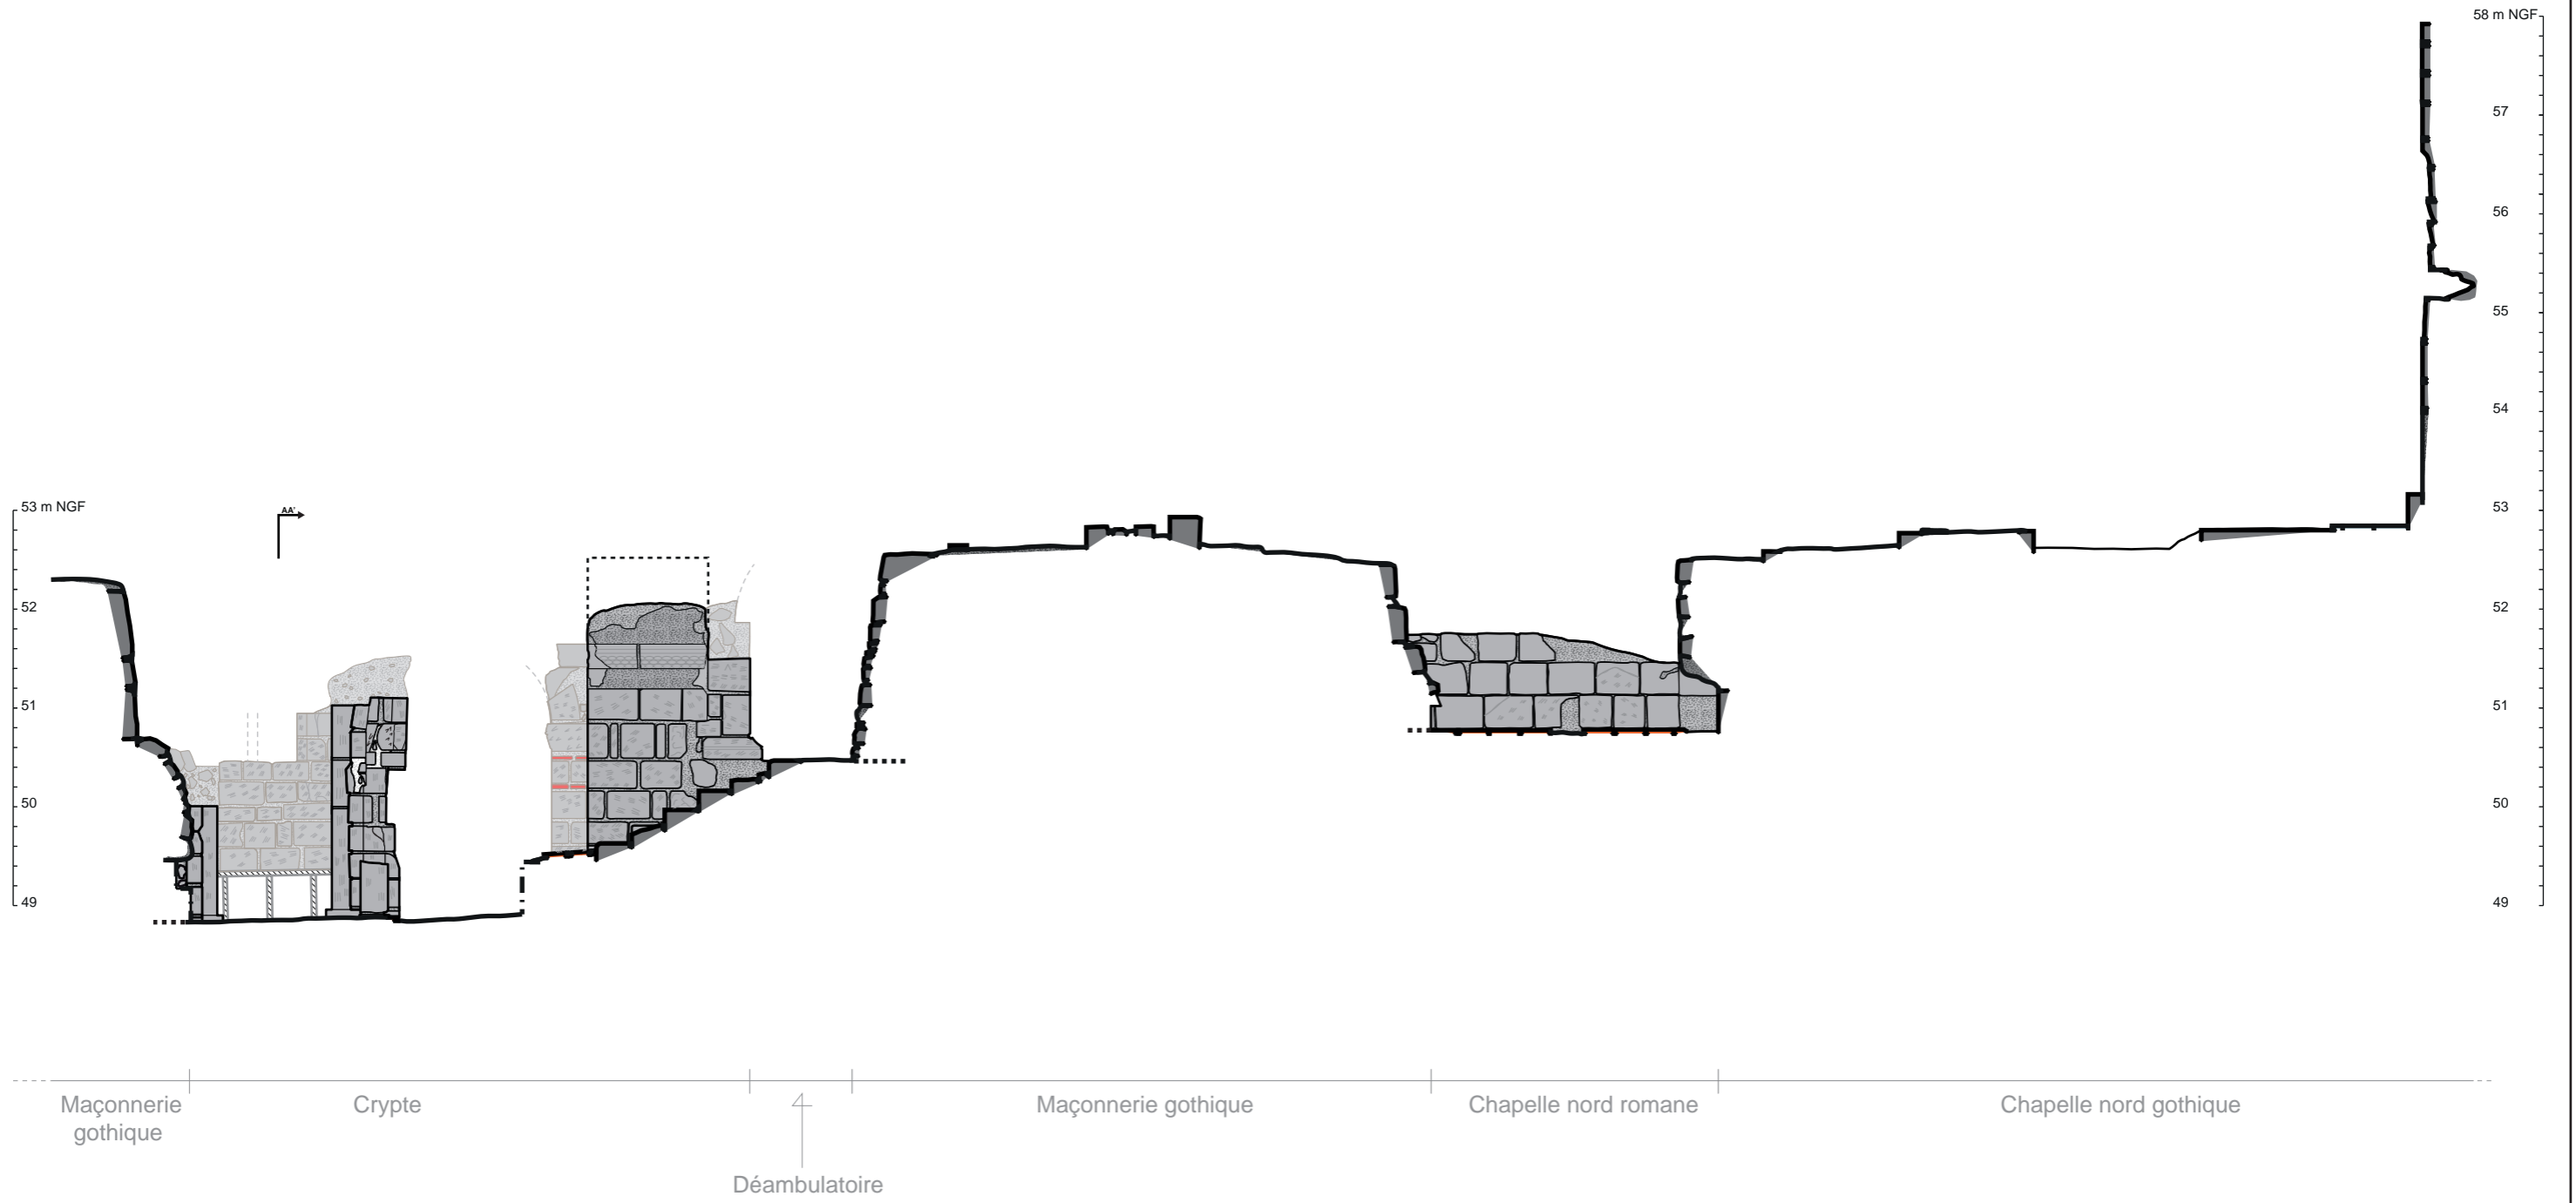 58 m NGF
57
56
55
54
53 m NGF
AA'
53
52
52
51
51
50
50
49
49
Maçonnerie
gothique
Crypte
Maçonnerie gothique
Chapelle nord romane
Chapelle nord gothique
Déambulatoire